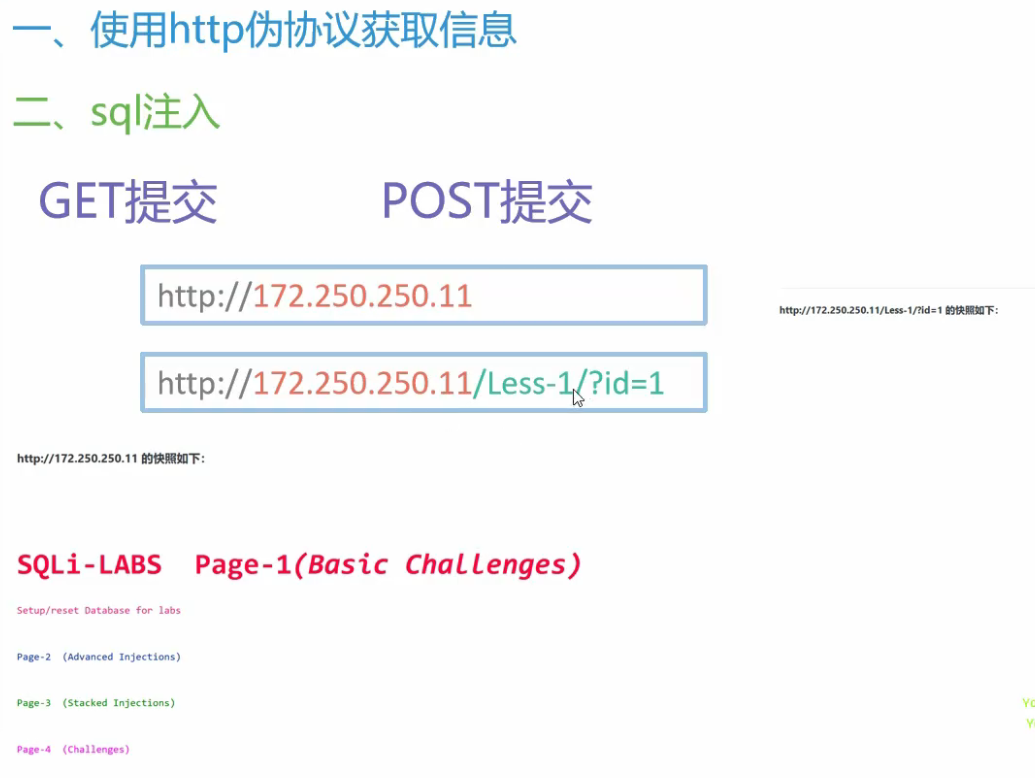 一、使用http伪协议获取信息
二、sql注入
GET提交 POST提交
http://172.250.250.11
http://172.250.250.11/Less-1/?id=1 的快照如下：
http://172.250.250.11/Less-1/?id=1
http://172.250.250.11 的快照如下：
SQLi-LABS Page-1(Basic Challenges)
Setup/reset Database for labs
Page-2 (Advanced Injections)
Page-3 (Stacked Injections)
Page-4 (Challenges)